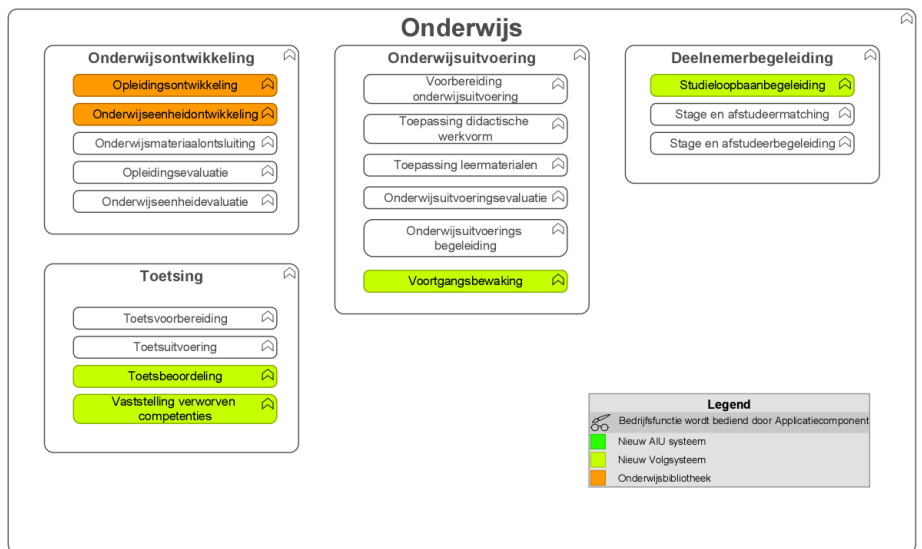 Onderwijs
Onderwijsontwikkeling
Opleidingsontwikkeling
Onderwijseenheidontwikkeling
Onderwijsmateriaalontsluiting
Opleidingsevaluatie
Onderwijseenheidevaluatie
Toetsing
Toetsvoorbereiding
Toetsuitvoering
Toetsbeoordeling
Vaststelling verworven
competenties
Onderwijsuitvoering
Voorbereiding
onderwijsuitvoering
Toepassing didactische
werkvorm
Toepassing leermaterialen
Onderwijsuitvoeringsevaluatie
Onderwijsuitvoerings
begeleiding
Voortgangsbewaking
Deelnemerbegeleiding
Studieloopbaanbegeleiding
Stage en afstudeermatching
Stage en afstudeerbegeleiding
Legend
Bedrijfsfunctie wordt bediend door Applicatiecomponent
Nieuw AIU systeem
Nieuw Volgsysteem
Onderwijsbibliotheek